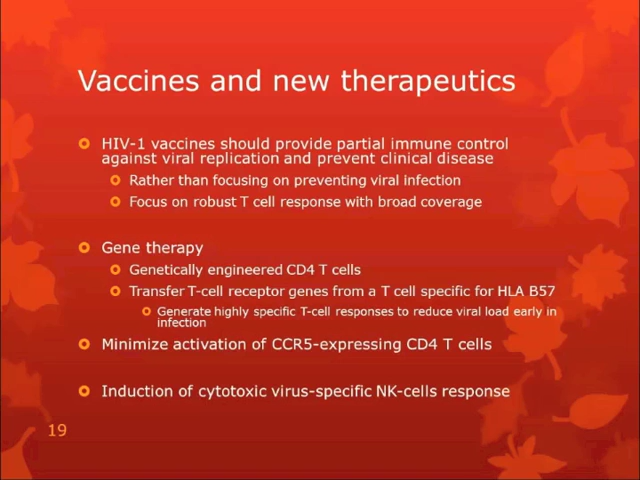 Vaccines and new therapeutics
HIV-1 vaccines should provide partial immune control
against viral replication and prevent clinical disease
Rather than focusing on preventing viral infection
Focus on robust T cell response with broad coverage
Gene therapy
Genetically engineered CD4 T cells
Transfer T-cell receptor genes from a T cell specific for HLA B57
Generate highly specific T-cell responses to reduce viral load early in
infection
Minimize activation of CCR5-expressing CD4 T cells
Induction of cytotoxic virus-specific NK-cells response
19